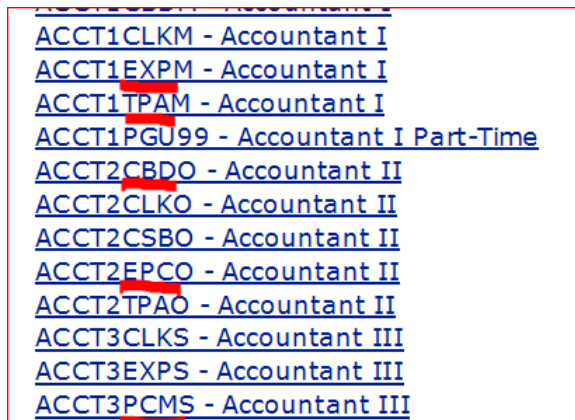 ACCT1CLKM - Accountant I
ACCT1EXPM - Accountant I
ACCT1TPAM - Accountant I
ACCT1PGU99 - Accountant I Part-Time
ACCT2CBDO - Accountant II
ACCT2CLKO - Accountant II
ACCT2CSBO - Accountant II
ACCT2EPCO - Accountant II
ACCT2TPAO - Accountant II
ACCT3CLKS - Accountant III
ACCT3EXPS - Accountant III
ACCT3PCMS - Accountant III